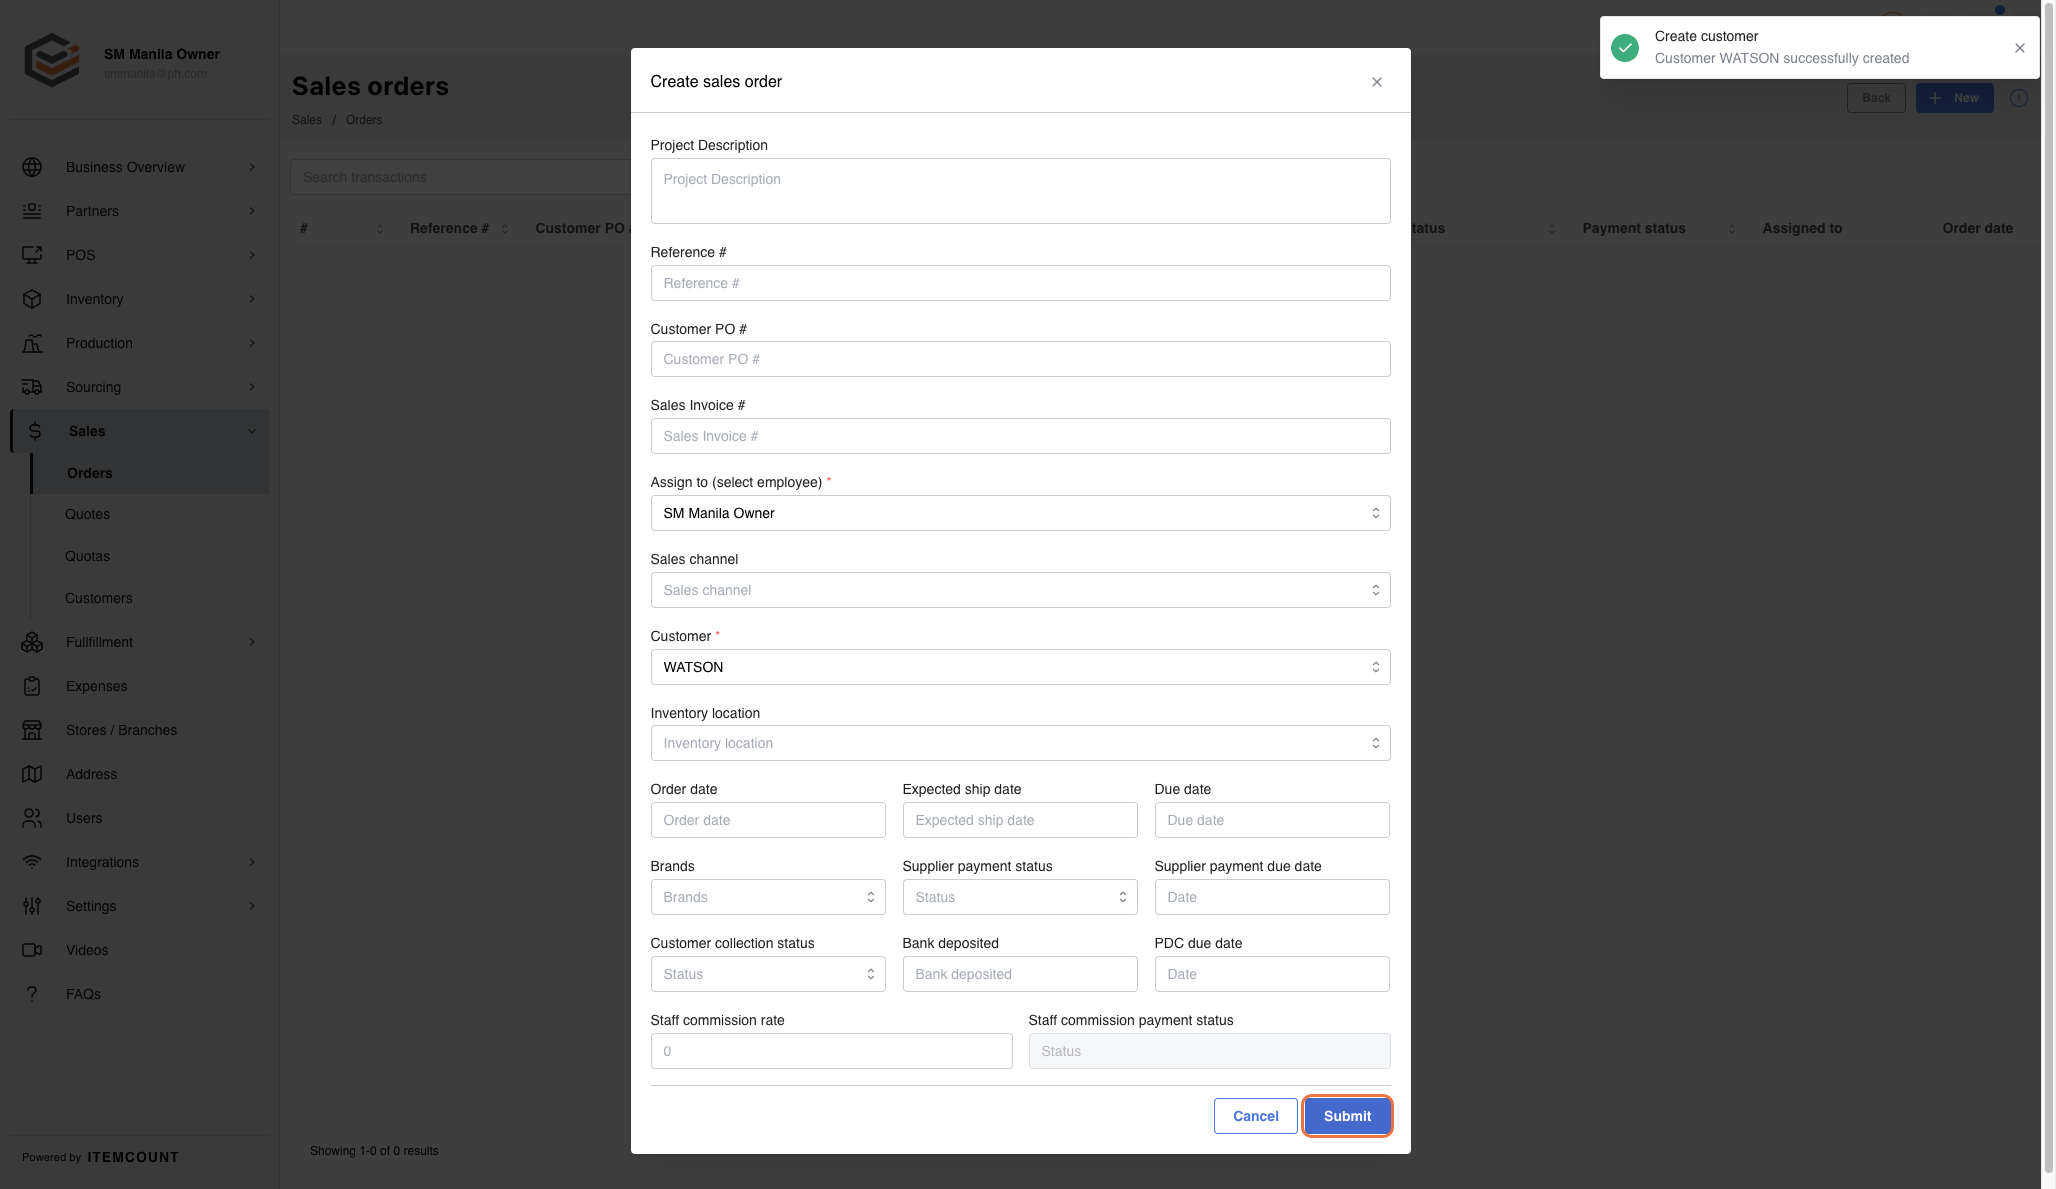 SM Manila Owner
smmanila@ph.com
Business Overview
Partners
POS
Inventory
Production
Sourcing
Sales
Orders
Quotes
Quotas
Customers
Fullfillment
Expenses
Stores / Branches
Address
Users
Integrations
Settings
Videos
FAQs
Powered by ITEMCOUNT
Sales orders
Sales / Orders
Back
New
Search transactions
# Reference # Customer PO
tatus Payment status Assigned to Order date
Showing 1-0 of 0 results
Create customer
Customer WATSON successfully created
Create sales order
Project Description
Project Description
Reference #
Reference #
Customer PO #
Customer PO #
Sales Invoice #
Sales Invoice #
Assign to (select employee) *
SM Manila Owner
Sales channel
Sales channel
Customer *
WATSON
Inventory location
Inventory location
Order date Expected ship date Due date
Order date Expected ship date Due date
Brands Supplier payment status Supplier payment due date
Brands Status Date
Customer collection status Bank deposited PDC due date
Status Bank deposited Date
Staff commission rate Staff commission payment status
0 Status
Cancel Submit